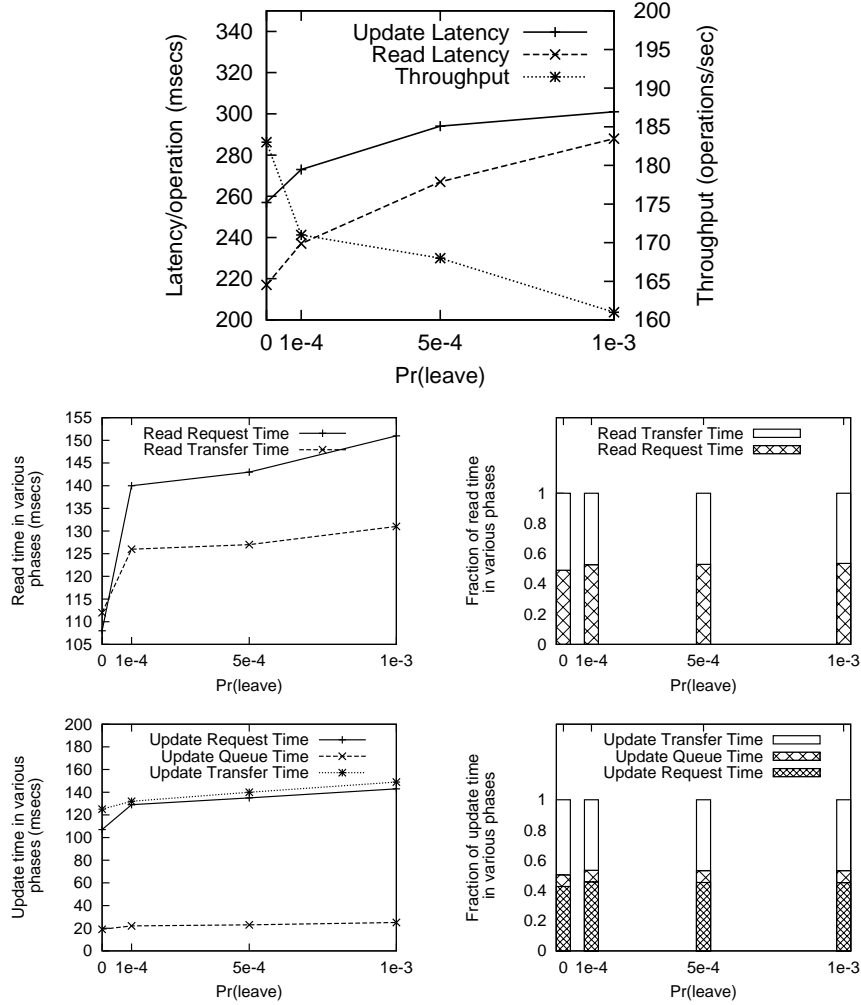 Update Latency
Read Latency
Throughput
Latency/operation (msecs)
340
320
300
280
260
240
220
200
200
195
190
185
180
175
170
165
160
Throughput (operations/sec)
0 1e-4 5e-4 1e-3
Pr(leave)
Read Request Time
Read Transfer Time
Read time in various
phases (msecs)
155
150
145
140
135
130
125
120
115
110
105
0 1e-4 5e-4 1e-3
Pr(leave)
Read Transfer Time
Read Request Time
Fraction of read time
in various phases
1
0.8
0.6
0.4
0.2
0
0 1e-4 5e-4 1e-3
Pr(leave)
Update Request Time
Update Queue Time
Update Transfer Time
Update time in various
phases (msecs)
200
180
160
140
120
100
80
60
40
20
0
0 1e-4 5e-4 1e-3
Pr(leave)
Update Transfer Time
Update Queue Time
Update Request Time
Fraction of update time
in various phases
1
0.8
0.6
0.4
0.2
0
0 1e-4 5e-4 1e-3
Pr(leave)